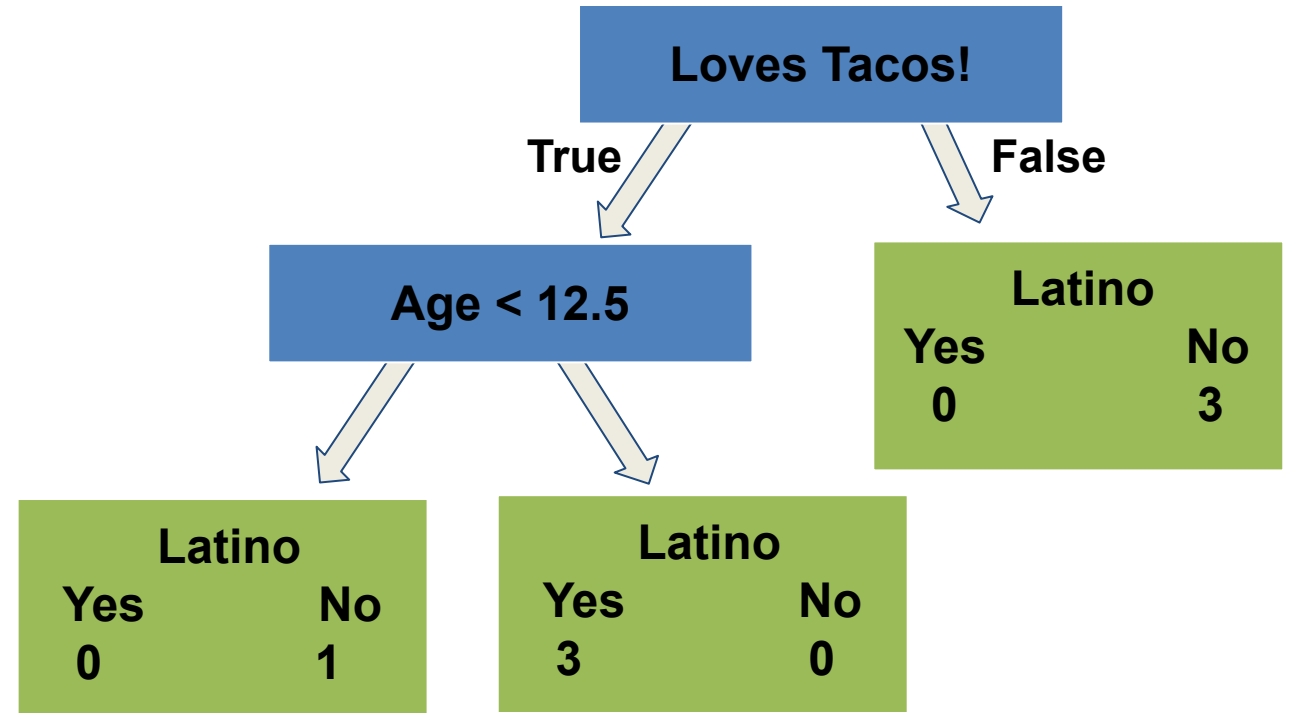 Loves Tacos!
True False
Age < 12.5
Latino
Yes No
0 3
Latino
Yes No
0 1
Latino
Yes No
3 0